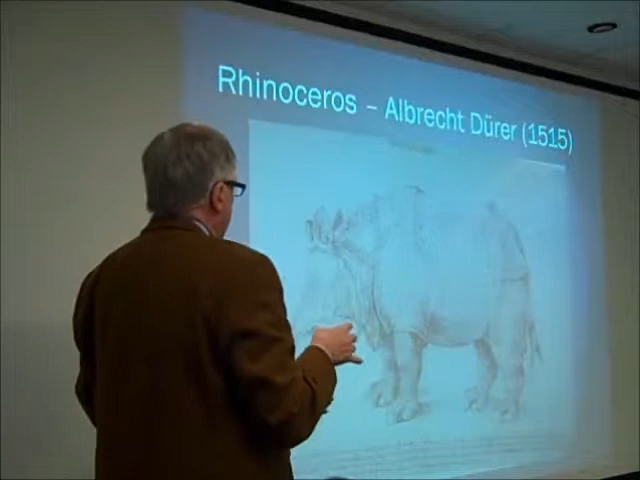 Rhinoceros – Albrecht Dürer (1515)